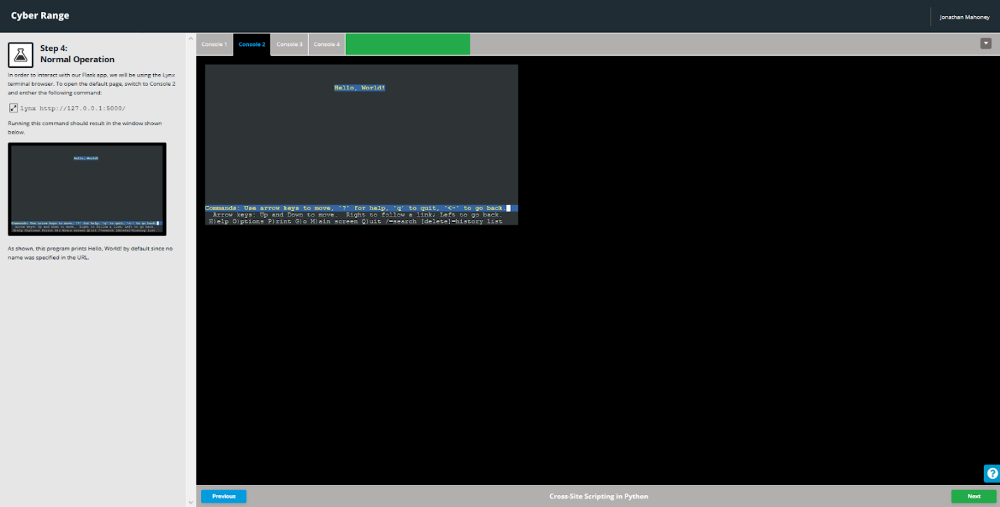 Cyber Range
Jonathan Mahoney
Step 4:
Normal Operation
In order to interact with our Flask app, we will be using the Lynx
terminal browser. To open the default page, switch to Console 2
and enther the following command:
lynx http://127.0.0.1:5000/
Running this command should result in the window shown
below.
Hello, World!
Commands: Use arrow keys to move, '?' for help, 'q' to quit, '<-' to go back.
Arrow keys: Up and Down to move. Right to follow a link; Left to go back.
H)elp O)ptions P)rint G)o M)ain screen Q)uit /=search [delete]=history list
As shown, this program prints Hello, World! by default since no
name was specified in the URL.
Console 1
Console 2
Console 3
Console 4
Hello, World!
Commands: Use arrow keys to move, '?' for help, 'q' to quit, '<-' to go back.
Arrow keys: Up and Down to move. Right to follow a link; Left to go back.
H)elp O)ptions P)rint G)o M)ain screen Q)uit /=search [delete]=history list
?
Previous
Cross-Site Scripting in Python
Next